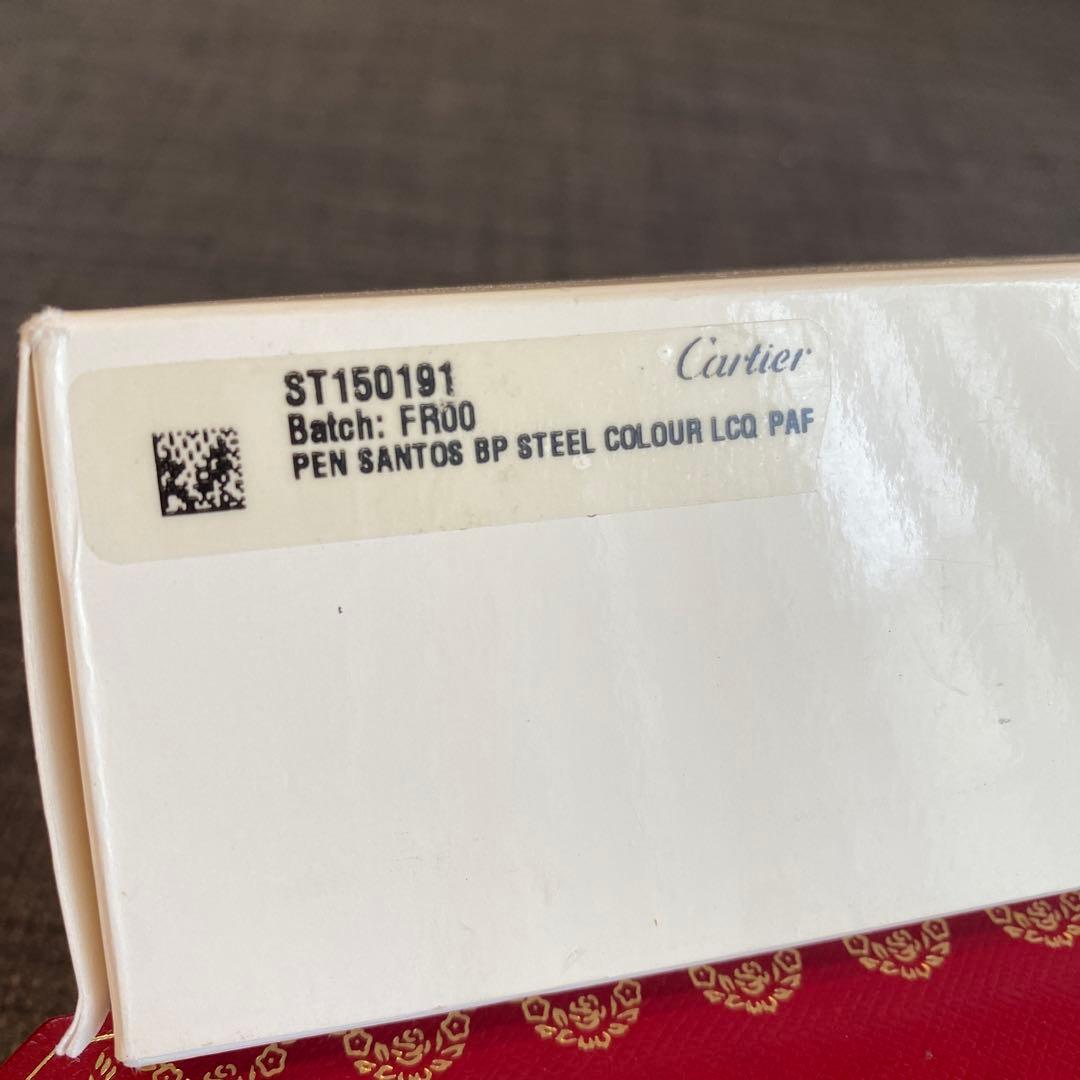 Cartier
ST150191
Batch: FR00
PEN SANTOS BP STEEL COLOUR LCQ PAF